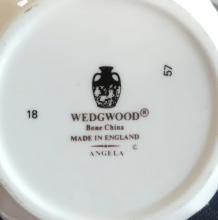 57
18
WEDGWOOD®
Bone China
MADE IN ENGLAND
ANGELA
©